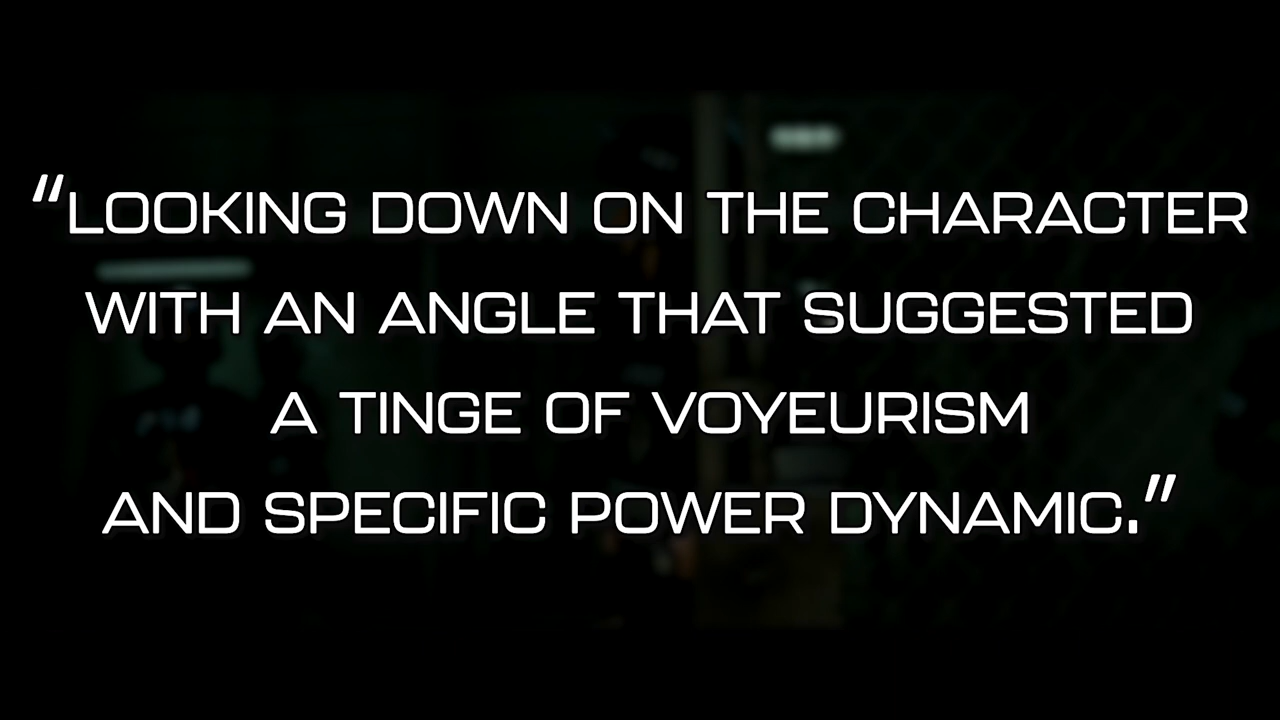 “LOOKING DOWN ON THE CHARACTER
WITH AN ANGLE THAT SUGGESTED
A TINGE OF VOYEURISM
AND SPECIFIC POWER DYNAMIC.”